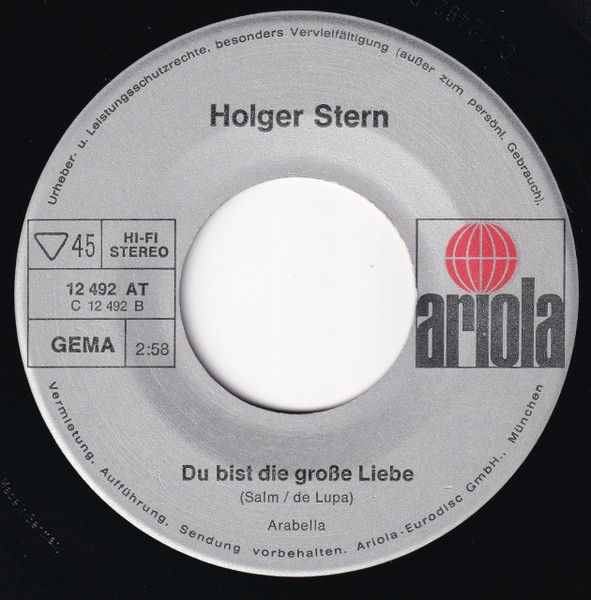 Urheber- u. Leistungsschutzrechte, besonders Vervielfältigung (außer zum persönl. Gebrauch),
Holger Stern
45
HI-FI
STEREO
12 492 AT
C 12 492 B
GEMA
2:58
ariola
Du bist die große Liebe
(Salm / de Lupa)
Arabella
Vermietung, Aufführung, Sendung vorbehalten. Ariola-Eurodisc GmbH., München